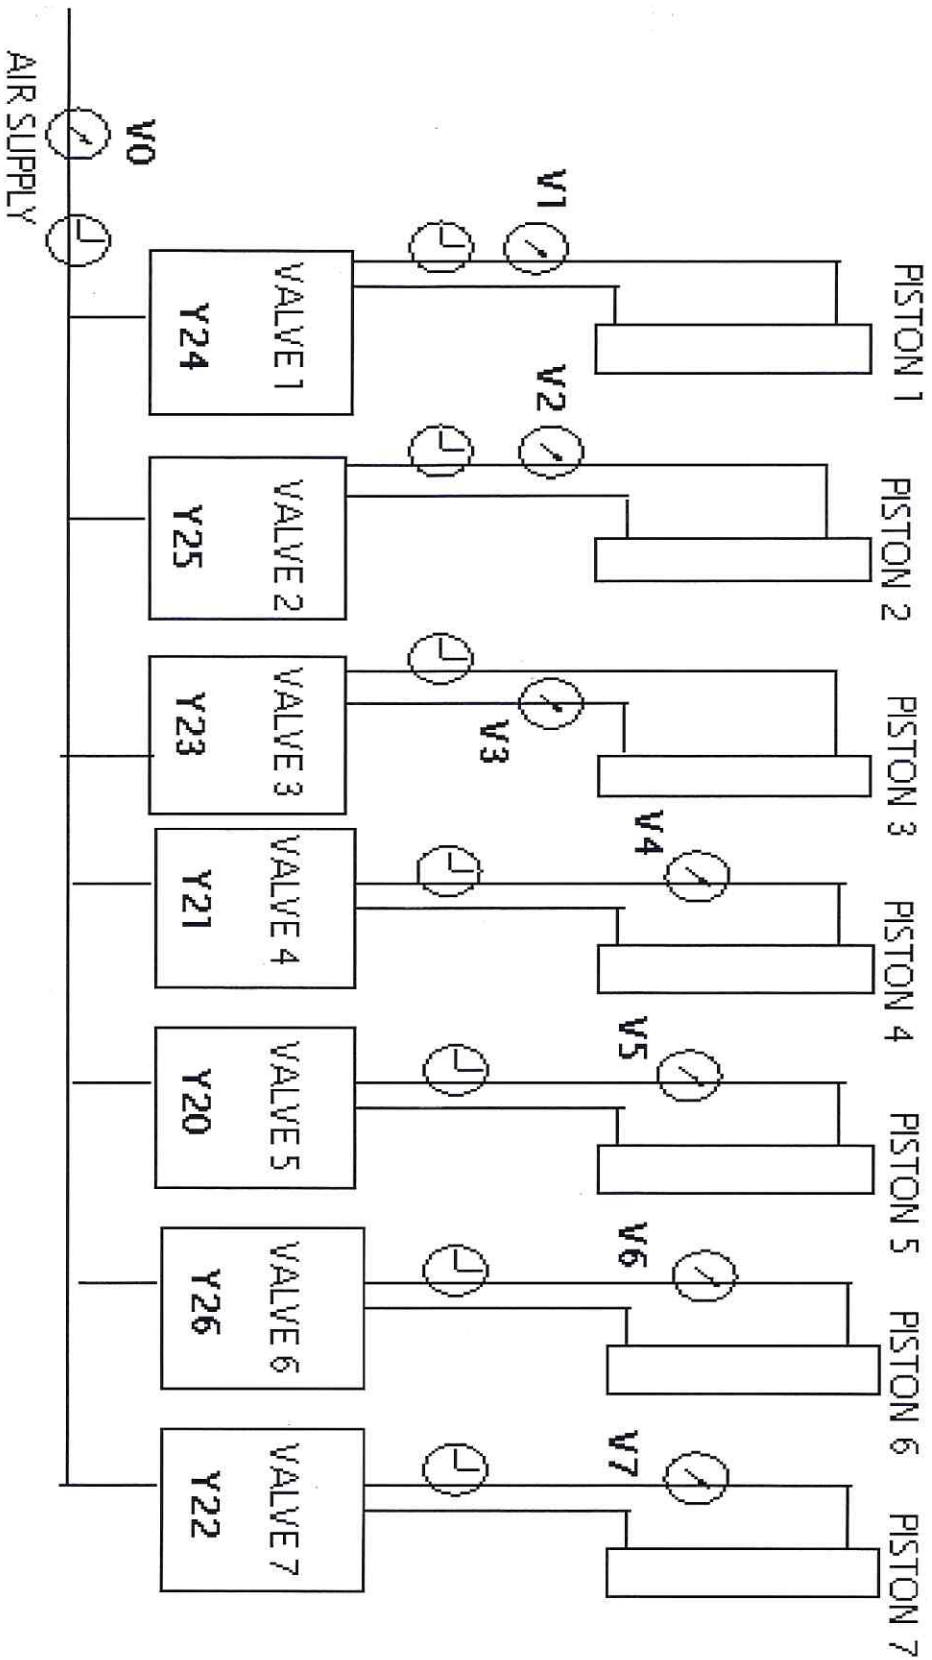 PISTON 1
PISTON 2
PISTON 3
PISTON 4
PISTON 5
PISTON 6
PISTON 7
V1
V2
V3
V4
V5
V6
V7
VALVE 1
Y24
VALVE 2
Y25
VALVE 3
Y23
VALVE 4
Y21
VALVE 5
Y20
VALVE 6
Y26
VALVE 7
Y22
V0
AIR SUPPLY